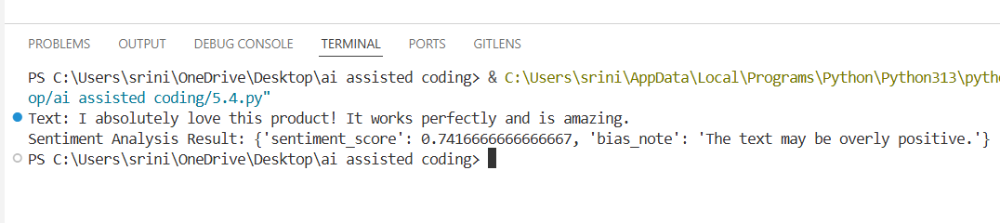 PROBLEMS OUTPUT DEBUG CONSOLE TERMINAL PORTS GITLENS
PS C:\Users\srini\OneDrive\Desktop\ai assisted coding> & C:\Users\srini\AppData\Local\Programs\Python\Python313\pytho
op/ai assisted coding/5.4.py"
Text: I absolutely love this product! It works perfectly and is amazing.
Sentiment Analysis Result: {'sentiment_score': 0.7416666666666667, 'bias_note': 'The text may be overly positive.'}
PS C:\Users\srini\OneDrive\Desktop\ai assisted coding>